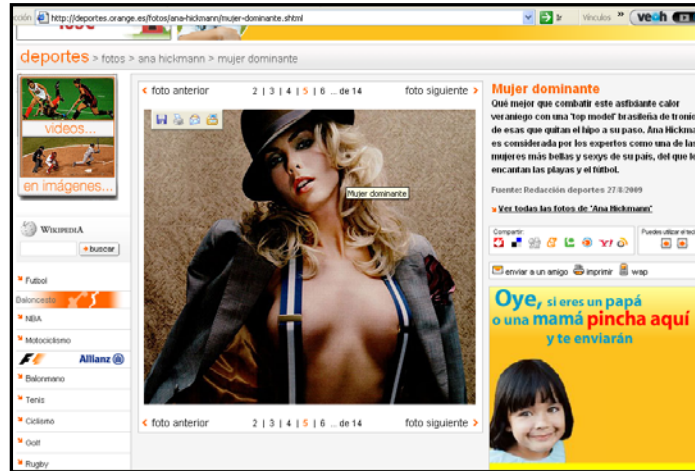 http://deportes.orange.es/fotos/ana-hickmann/mujer-dominante.shtml
Ir
Vínculos
»
veoh
deportes > fotos > ana hickmann > mujer dominante
videos...
en imágenes...
WIKIPEDIA
buscar
Futbol
Baloncesto
NBA
Motociclismo
F1
Allianz
Balonmano
Tenis
Ciclismo
Golf
Rugby
< foto anterior
2 | 3 | 4 | 5 | 6 ... de 14
foto siguiente >
Mujer dominante
< foto anterior
2 | 3 | 4 | 5 | 6 ... de 14
foto siguiente >
Mujer dominante
Qué mejor que combatir este asfixiante calor
veraniego con una 'top model' brasileña de
de esas que quitan el hipo a su paso. Ana
es considerada por los expertos como una de las
mujeres más bellas y sexys de su país, del que
encantan las playas y el fútbol.
Fuente: Redacción deportes 27/8/2009
Ver todas las fotos de 'Ana Hickmann'
Compartir:
Puedes utilizar el
enviar a un amigo
imprimir
wap
Oye, si eres un papá
o una mamá pincha aquí
y te enviarán